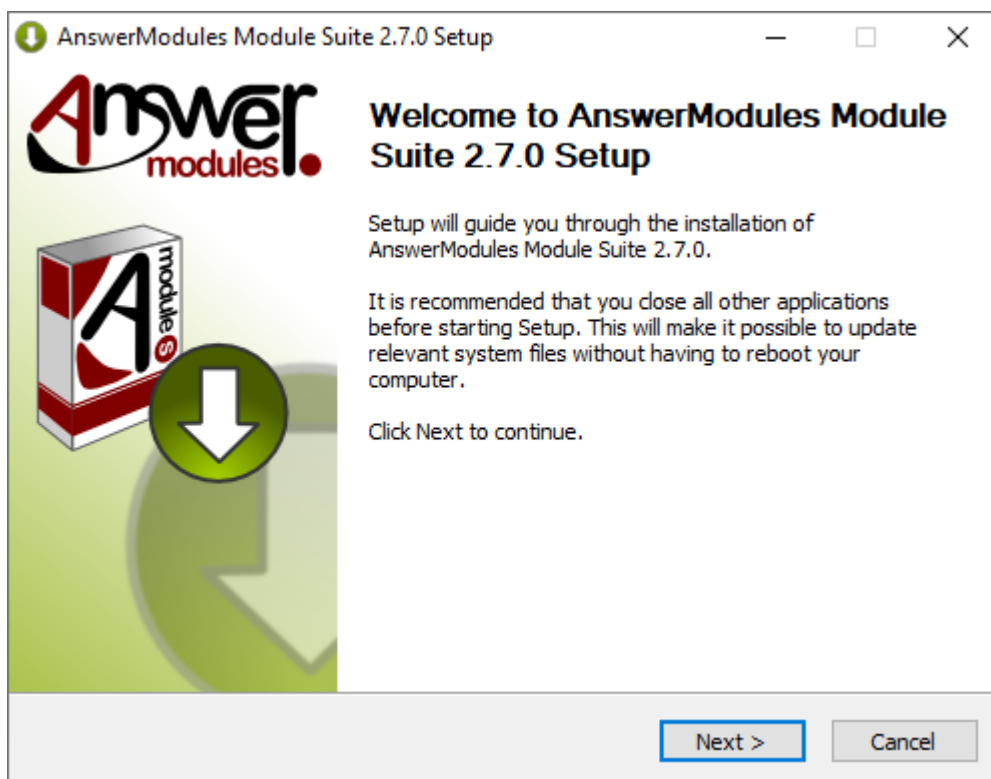 AnswerModules Module Suite 2.7.0 Setup
Answer
modules
Welcome to AnswerModules Module
Suite 2.7.0 Setup
Setup will guide you through the installation of
AnswerModules Module Suite 2.7.0.
It is recommended that you close all other applications
before starting Setup. This will make it possible to update
relevant system files without having to reboot your
computer.
Click Next to continue.
A
module s
Next >
Cancel